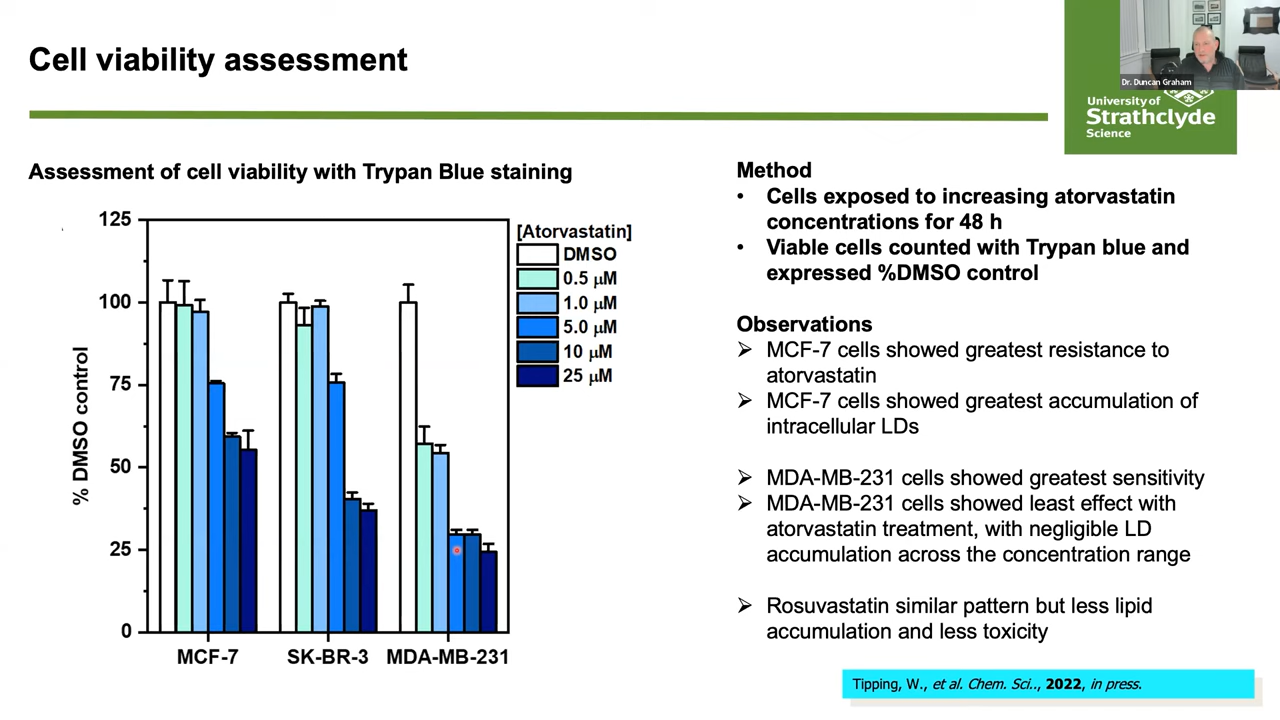 Cell viability assessment
Dr. Duncan Graham
University of
Strathclyde
Science
Assessment of cell viability with Trypan Blue staining
% DMSO control
125
100
75
50
25
0
[Atorvastatin]
DMSO
0.5 μM
1.0 μM
5.0 μM
10 μM
25 μM
MCF-7 SK-BR-3 MDA-MB-231
Method
• Cells exposed to increasing atorvastatin
concentrations for 48 h
• Viable cells counted with Trypan blue and
expressed %DMSO control
Observations
➢ MCF-7 cells showed greatest resistance to
atorvastatin
➢ MCF-7 cells showed greatest accumulation of
intracellular LDs
➢ MDA-MB-231 cells showed greatest sensitivity
➢ MDA-MB-231 cells showed least effect with
atorvastatin treatment, with negligible LD
accumulation across the concentration range
➢ Rosuvastatin similar pattern but less lipid
accumulation and less toxicity
Tipping, W., et al. Chem. Sci.., 2022, in press.